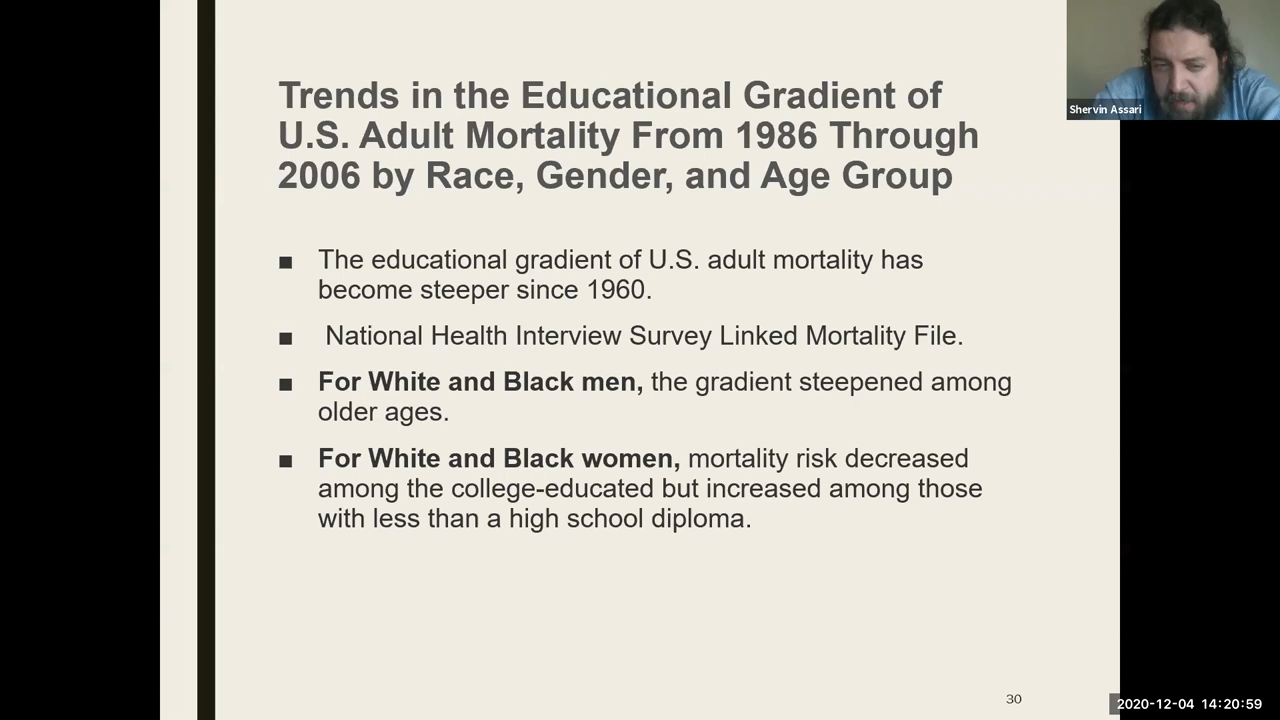 Trends in the Educational Gradient of
U.S. Adult Mortality From 1986 Through
2006 by Race, Gender, and Age Group
■ The educational gradient of U.S. adult mortality has
become steeper since 1960.
■ National Health Interview Survey Linked Mortality File.
■ For White and Black men, the gradient steepened among
older ages.
■ For White and Black women, mortality risk decreased
among the college-educated but increased among those
with less than a high school diploma.
30
Shervin Assari
2020-12-04 14:20:59